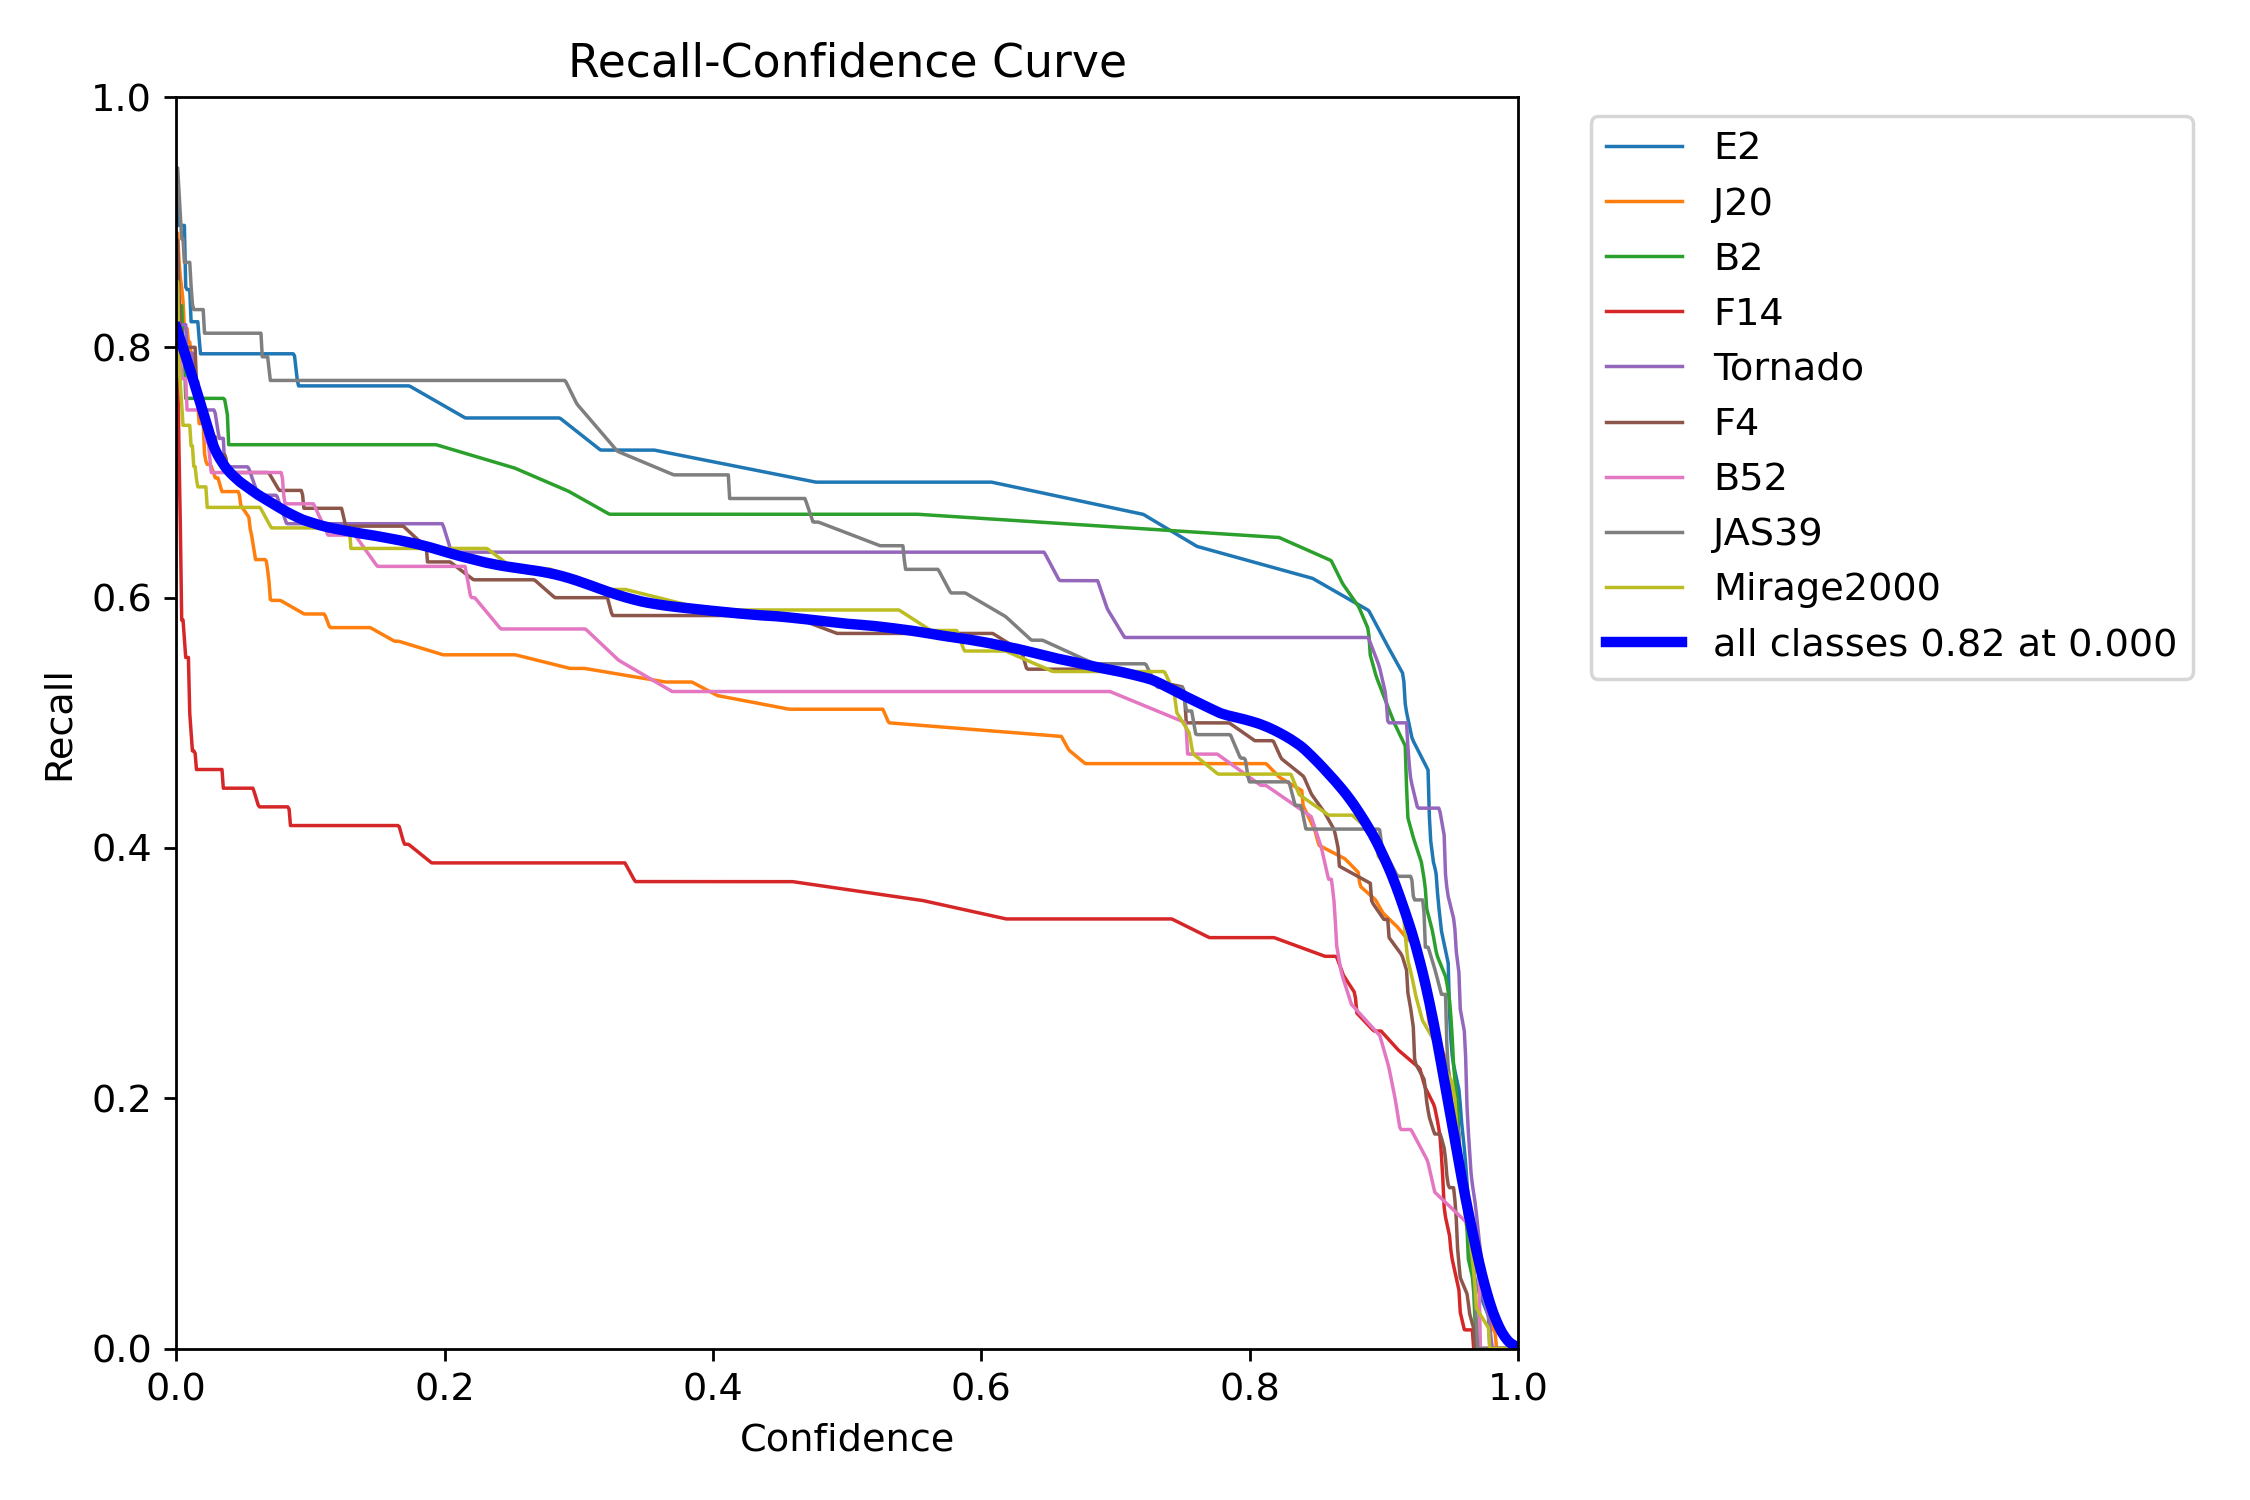 Recall-Confidence Curve
1.0
0.8
0.6
0.4
0.2
0.0
Recall
0.0 0.2 0.4 0.6 0.8 1.0
Confidence
E2
J20
B2
F14
Tornado
F4
B52
JAS39
Mirage2000
all classes 0.82 at 0.000